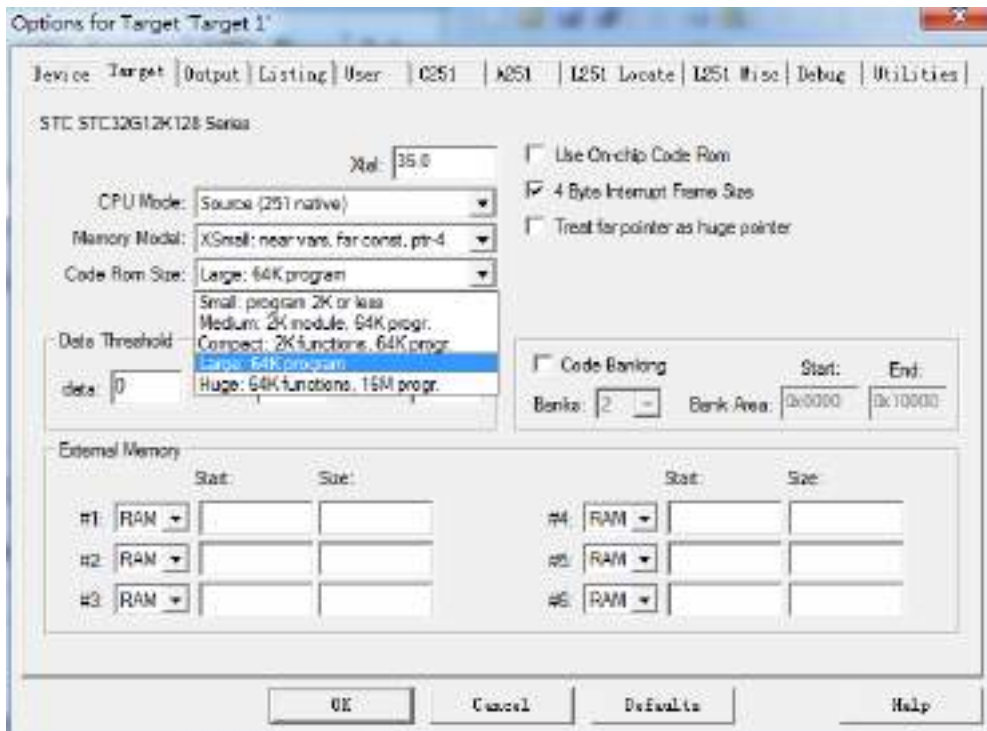 Options for Target 'Target 1'
Device Target Output Listing User C251 A251 L251 Locate L251 Misc Debug Utilities
STC STC32G12K128 Series
Xtal: 35.0
Use On-chip Code Rom
CPU Mode: Source (251 native)
4 Byte Interrupt Frame Size
Memory Model: XSmall: near vars, far const, ptr-4
Treat far pointer as huge pointer
Code Rom Size: Large: 64K program
Small: program 2K or less
Medium: 2K module, 64K progr.
Compact: 2K functions, 64K progr.
Large: 64K program
Huge: 64K functions, 16M progr.
Data Threshold
data: 0
Code Banking Start: End:
Banks: 2 Bank Area: 0x0000 0x10000
External Memory
Start: Size: Start: Size:
#1: RAM #4: RAM
#2: RAM #5: RAM
#3: RAM #6: RAM
OK Cancel Defaults Help